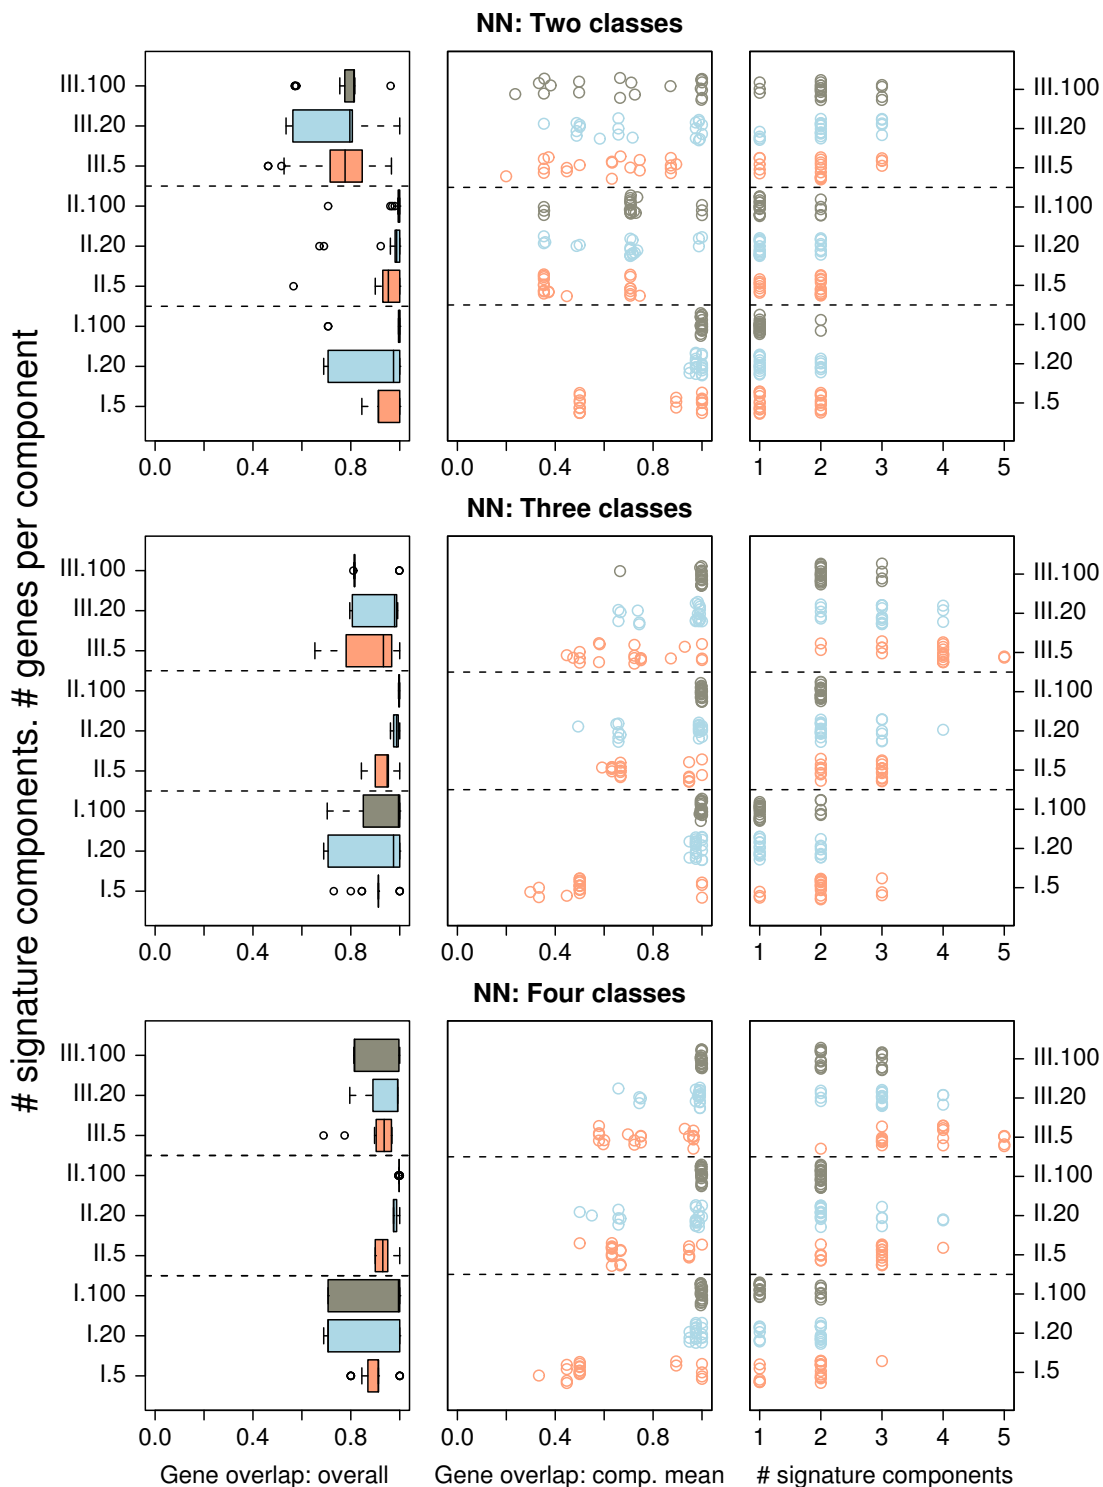 # signature components. # genes per component
NN: Two classes
III.100
III.20
III.5
II.100
II.20
II.5
I.100
I.20
I.5
0.0 0.4 0.8
0.0 0.4 0.8
1 2 3 4 5
III.100
III.20
III.5
II.100
II.20
II.5
I.100
I.20
I.5
NN: Three classes
III.100
III.20
III.5
II.100
II.20
II.5
I.100
I.20
I.5
0.0 0.4 0.8
0.0 0.4 0.8
1 2 3 4 5
III.100
III.20
III.5
II.100
II.20
II.5
I.100
I.20
I.5
NN: Four classes
III.100
III.20
III.5
II.100
II.20
II.5
I.100
I.20
I.5
0.0 0.4 0.8
0.0 0.4 0.8
1 2 3 4 5
III.100
III.20
III.5
II.100
II.20
II.5
I.100
I.20
I.5
Gene overlap: overall
Gene overlap: comp. mean
# signature components